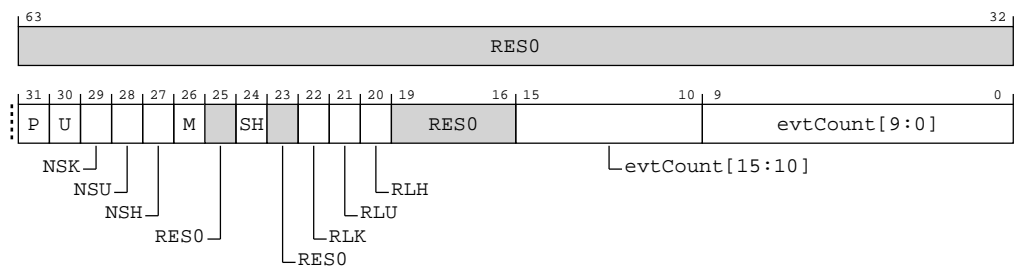 63 32
RES0
31 30 29 28 27 26 25 24 23 22 21 20 19 16 15 10 9 0
P U M SH RES0 evtCount[9:0]
NSK evtCount[15:10]
NSU RLH
NSH RLU
RES0 RLK
RES0